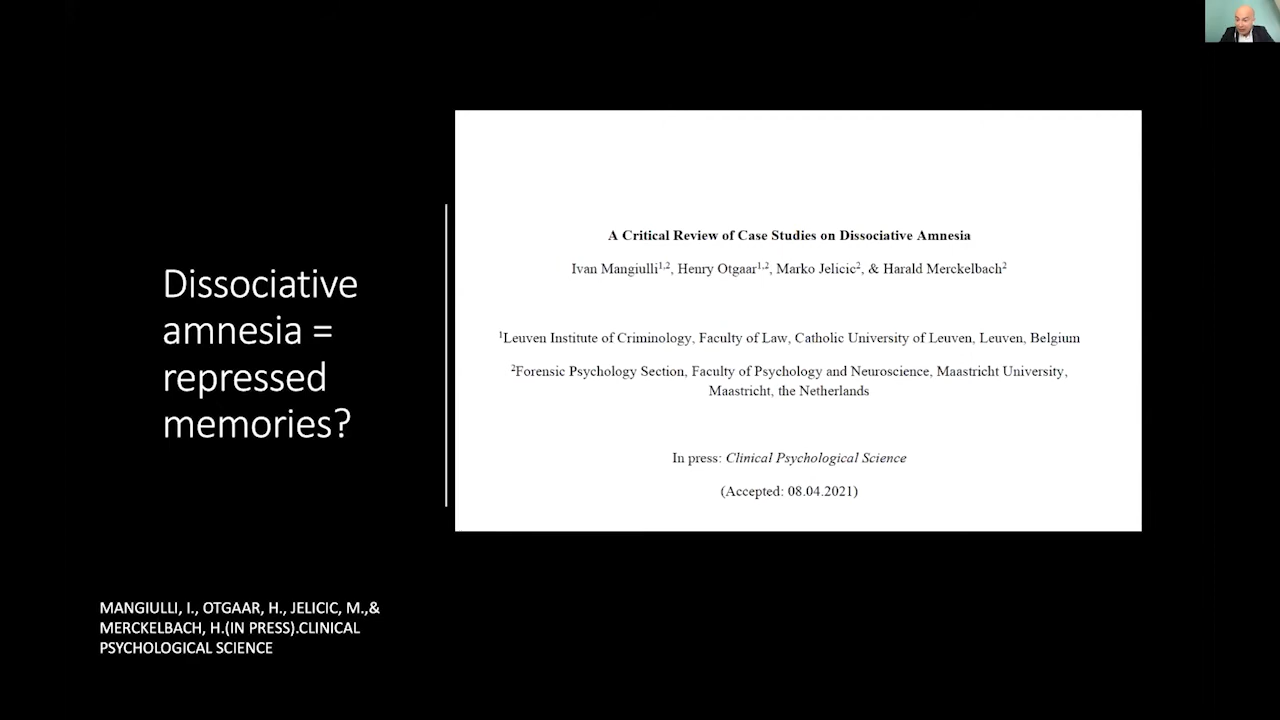 Dissociative
amnesia =
repressed
memories?
A Critical Review of Case Studies on Dissociative Amnesia
Ivan Mangiulli1,2, Henry Otgaar1,2, Marko Jelicic2, & Harald Merckelbach2
1Leuven Institute of Criminology, Faculty of Law, Catholic University of Leuven, Leuven, Belgium
2Forensic Psychology Section, Faculty of Psychology and Neuroscience, Maastricht University,
Maastricht, the Netherlands
In press: Clinical Psychological Science
(Accepted: 08.04.2021)
MANGIULLI, I., OTGAAR, H., JELICIC, M.,&
MERCKELBACH, H.(IN PRESS).CLINICAL
PSYCHOLOGICAL SCIENCE